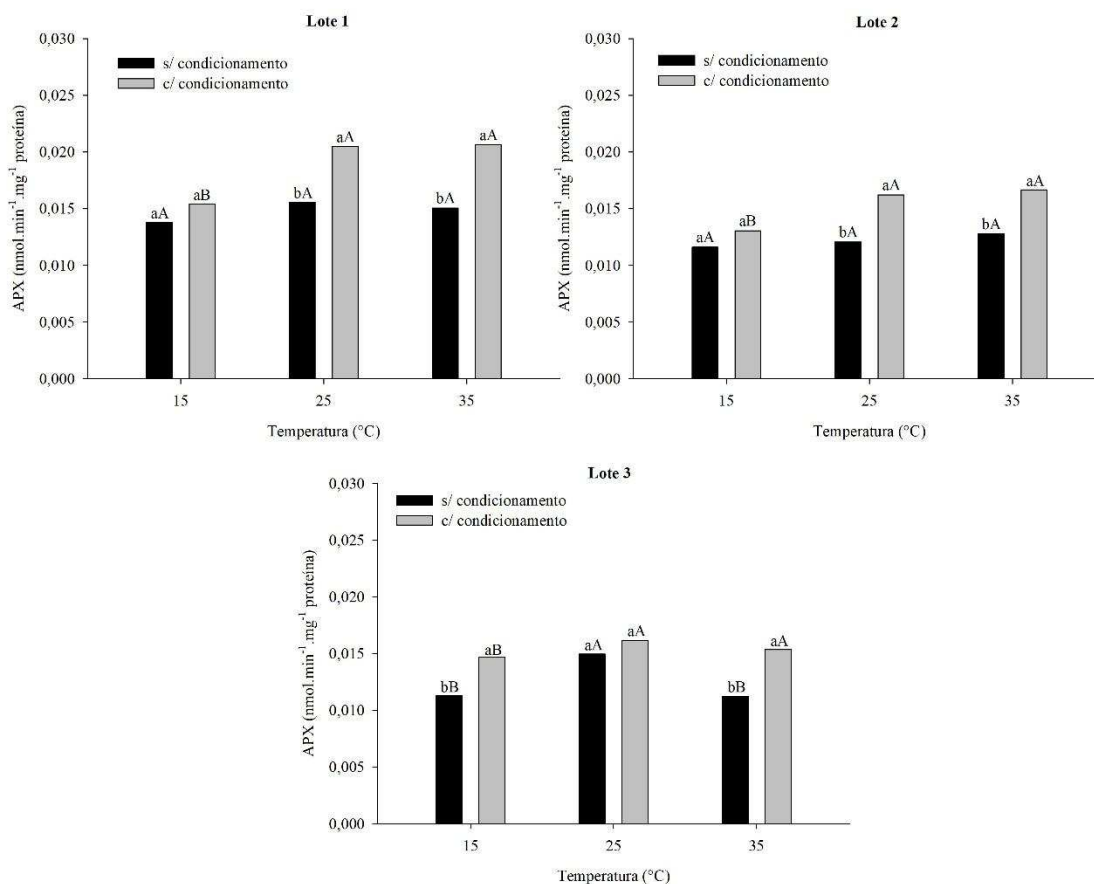 Lote 1
0,030
s/ condicionamento
c/ condicionamento
0,025
0,020
0,015
0,010
0,005
0,000
APX (nmol.min⁻¹.mg⁻¹ proteína)
aA
aB
bA
aA
bA
aA
15
25
35
Temperatura (°C)
Lote 2
0,030
s/ condicionamento
c/ condicionamento
0,025
0,020
0,015
0,010
0,005
0,000
APX (nmol.min⁻¹.mg⁻¹ proteína)
aA
aB
bA
aA
bA
aA
15
25
35
Temperatura (°C)
Lote 3
0,030
s/ condicionamento
c/ condicionamento
0,025
0,020
0,015
0,010
0,005
0,000
APX (nmol.min⁻¹.mg⁻¹ proteína)
bB
aB
aA
aA
bB
aA
15
25
35
Temperatura (°C)